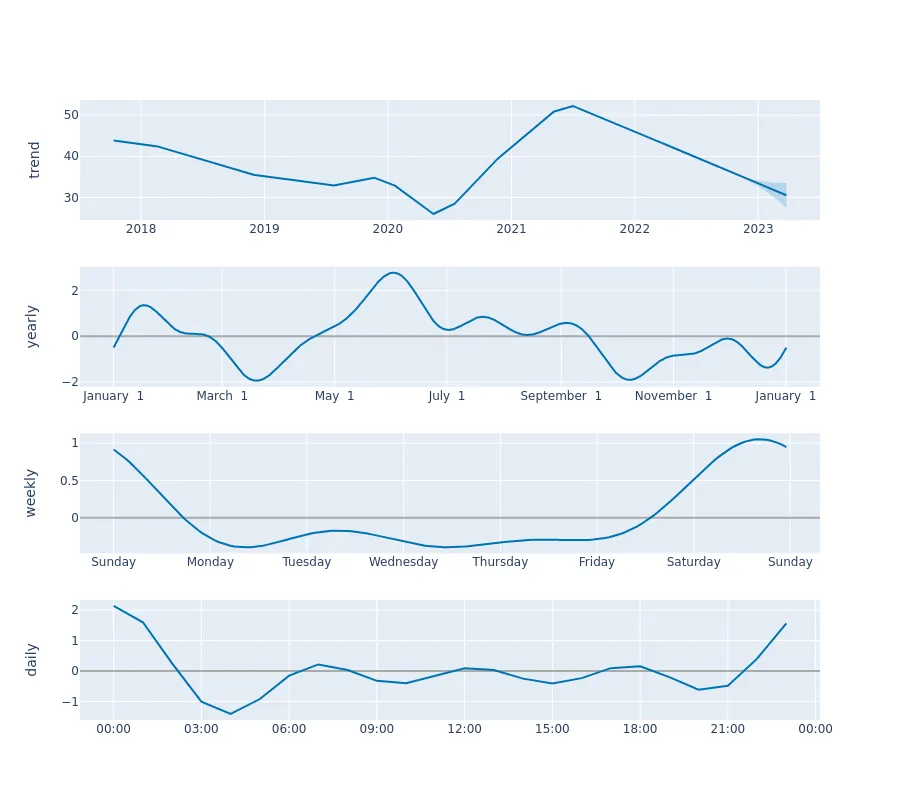 trend
50
40
30
2018 2019 2020 2021 2022 2023
yearly
2
0
−2
January 1 March 1 May 1 July 1 September 1 November 1 January 1
weekly
1
0.5
0
Sunday Monday Tuesday Wednesday Thursday Friday Saturday Sunday
daily
2
1
0
−1
00:00 03:00 06:00 09:00 12:00 15:00 18:00 21:00 00:00